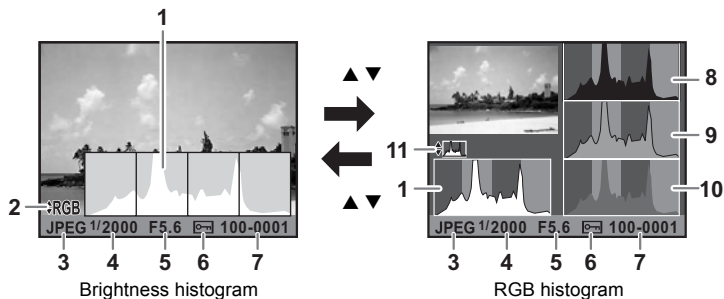 1
2
RGB
JPEG 1/2000 F5.6 100-0001
3 4 5 6 7
Brightness histogram
▲ ▼
▲ ▼
8
9
10
11
1
JPEG 1/2000 F5.6 100-0001
3 4 5 6 7
RGB histogram